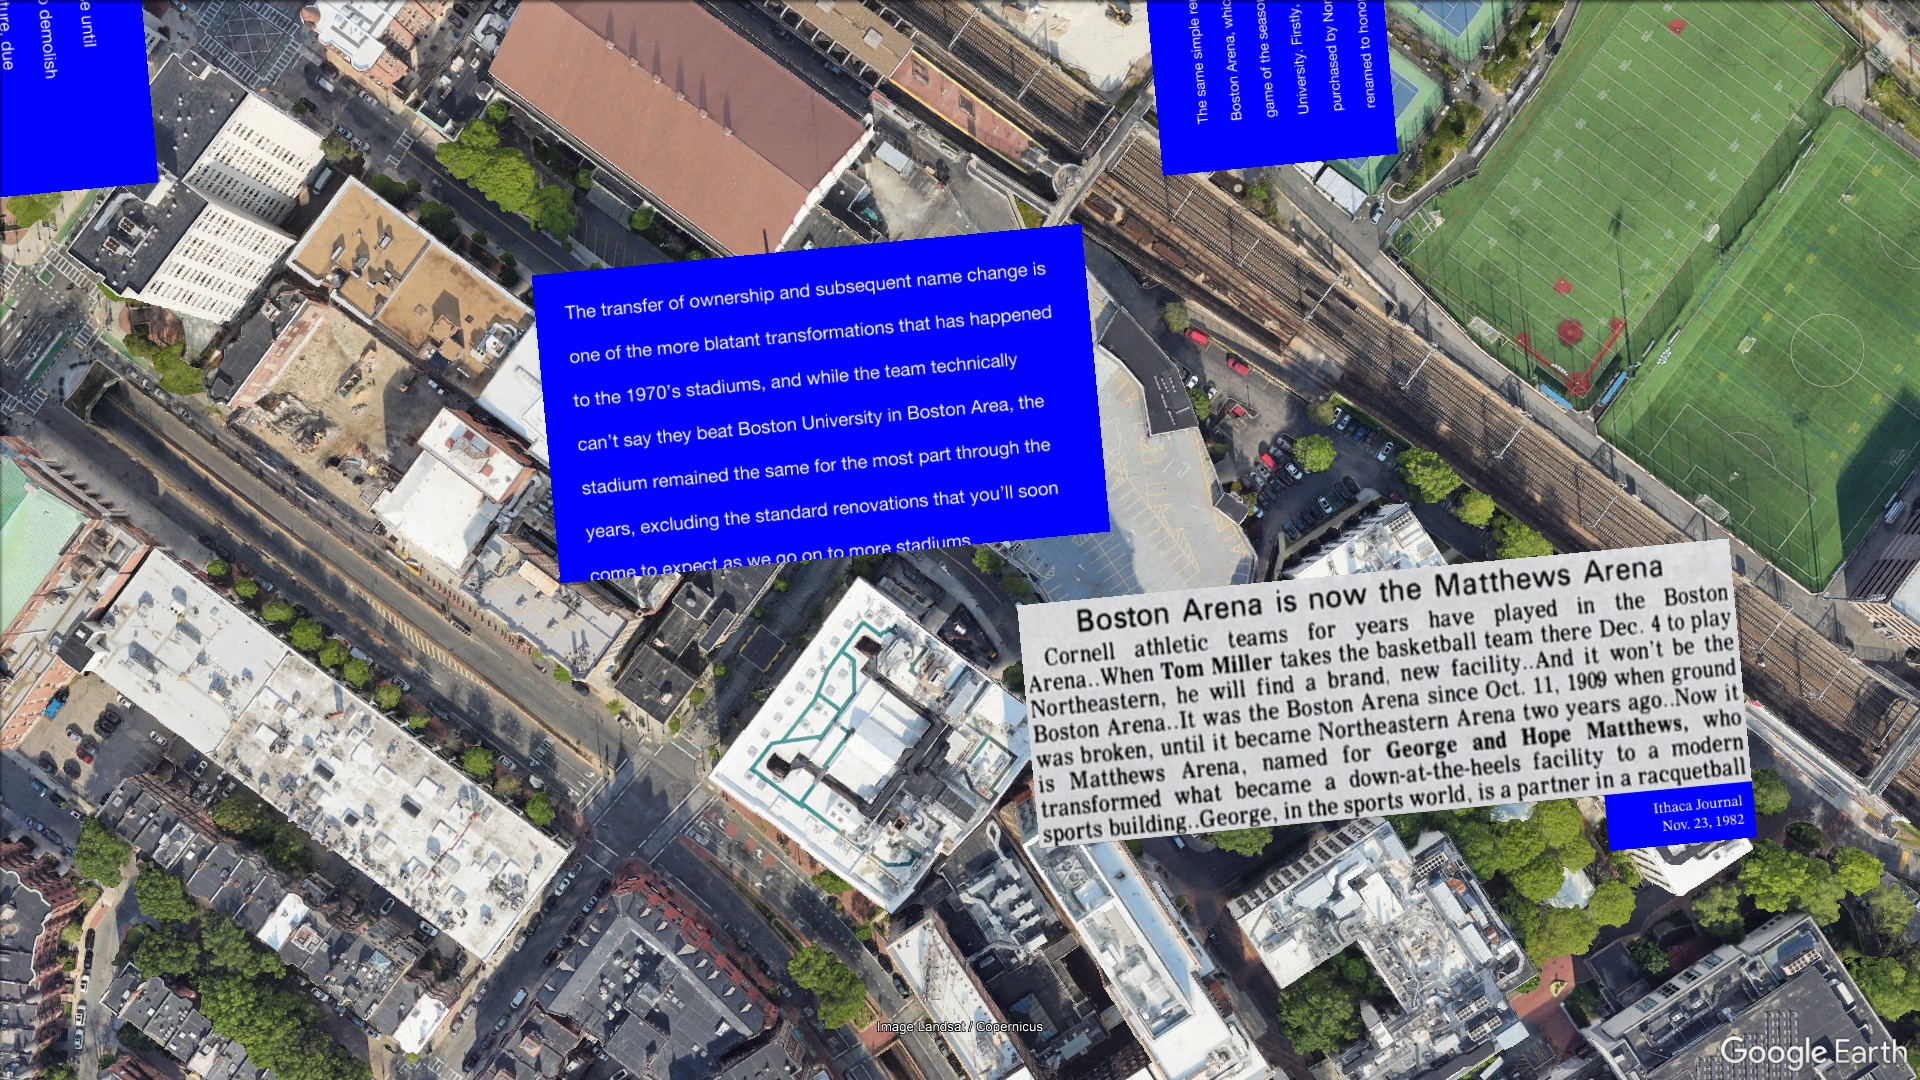 e until
o demolish
ture, due
The same simple re
Boston Arena, whic
game of the seaso
University. Firstly,
purchased by Nor
renamed to hono
The transfer of ownership and subsequent name change is
one of the more blatant transformations that has happened
to the 1970's stadiums, and while the team technically
can't say they beat Boston University in Boston Area, the
stadium remained the same for the most part through the
years, excluding the standard renovations that you'll soon
come to expect as we go on to more stadiums
Boston Arena is now the Matthews Arena
Cornell athletic teams for years have played in the Boston
Arena..When Tom Miller takes the basketball team there Dec. 4 to play
Northeastern, he will find a brand, new facility..And it won't be the
Boston Arena..It was the Boston Arena since Oct. 11, 1909 when ground
was broken, until it became Northeastern Arena two years ago..Now it
is Matthews Arena, named for George and Hope Matthews, who
transformed what became a down-at-the-heels facility to a modern
sports building..George, in the sports world, is a partner in a racquetball
Ithaca Journal
Nov. 23, 1982
Image Landsat / Copernicus
Google Earth